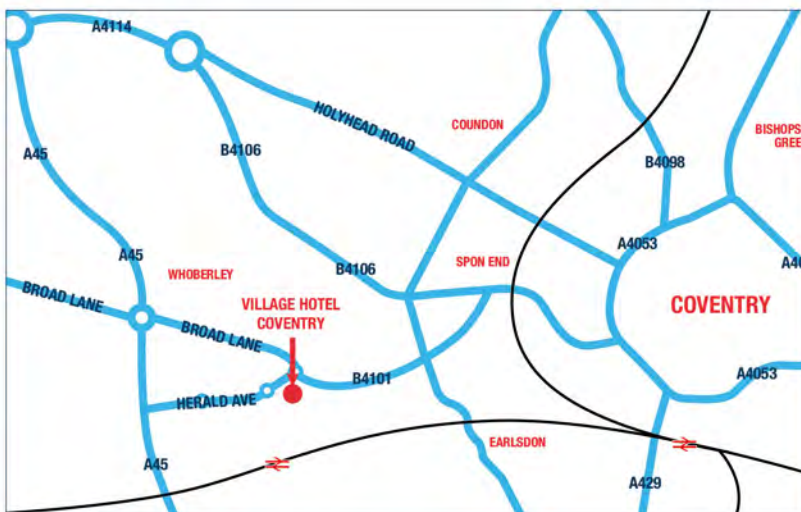 A4114
HOLYHEAD ROAD
COUNDON
BISHOPS
GREE
A45
B4106
B4098
A4053
A45
WHOBERLEY
B4106
SPON END
A40
BROAD LANE
VILLAGE HOTEL
COVENTRY
COVENTRY
BROAD LANE
B4101
A4053
HERALD AVE
EARLSDON
A45
A429